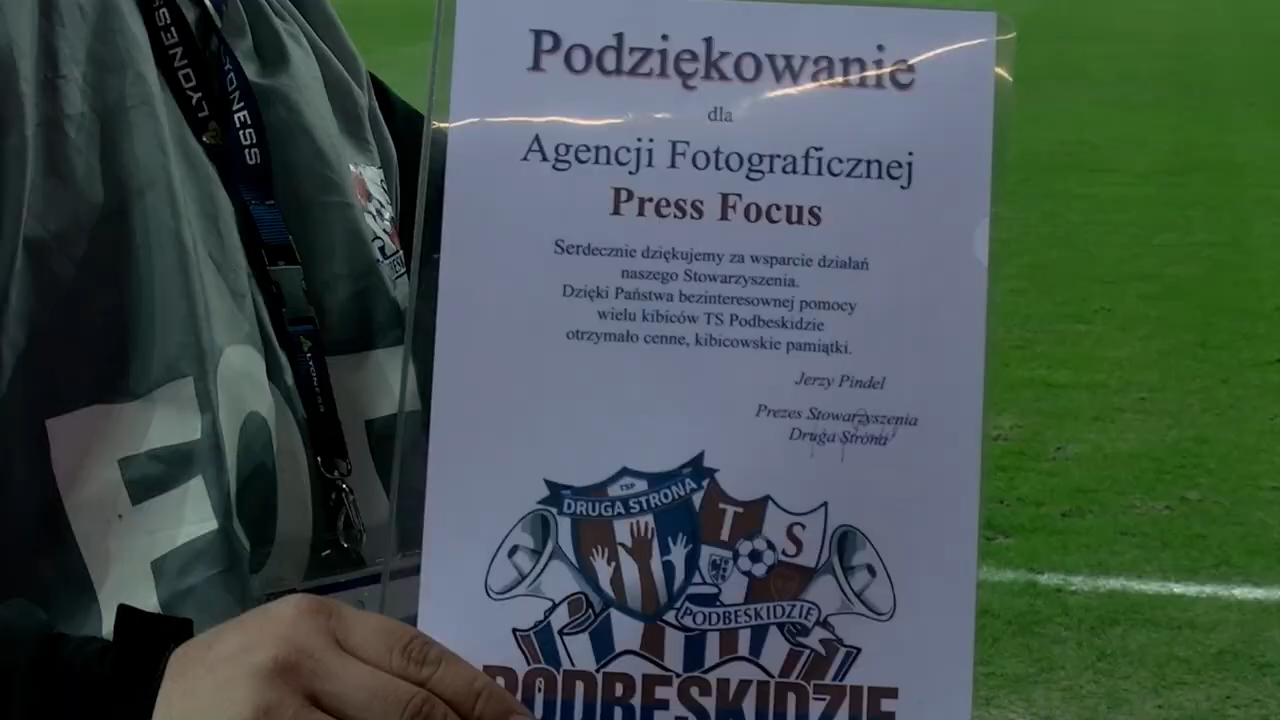 LYONESS
LYONESS
LYONESS
FO
Podziękowanie
dla
Agencji Fotograficznej
Press Focus
Serdecznie dziękujemy za wsparcie działań
naszego Stowarzyszenia.
Dzięki Państwa bezinteresownej pomocy
wielu kibiców TS Podbeskidzie
otrzymało cenne, kibicowskie pamiątki.
Jerzy Pindel
Prezes Stowarzyszenia
Druga Strona
TSP
DRUGA STRONA
T S
PODBESKIDZIE
PODBESKIDZIE